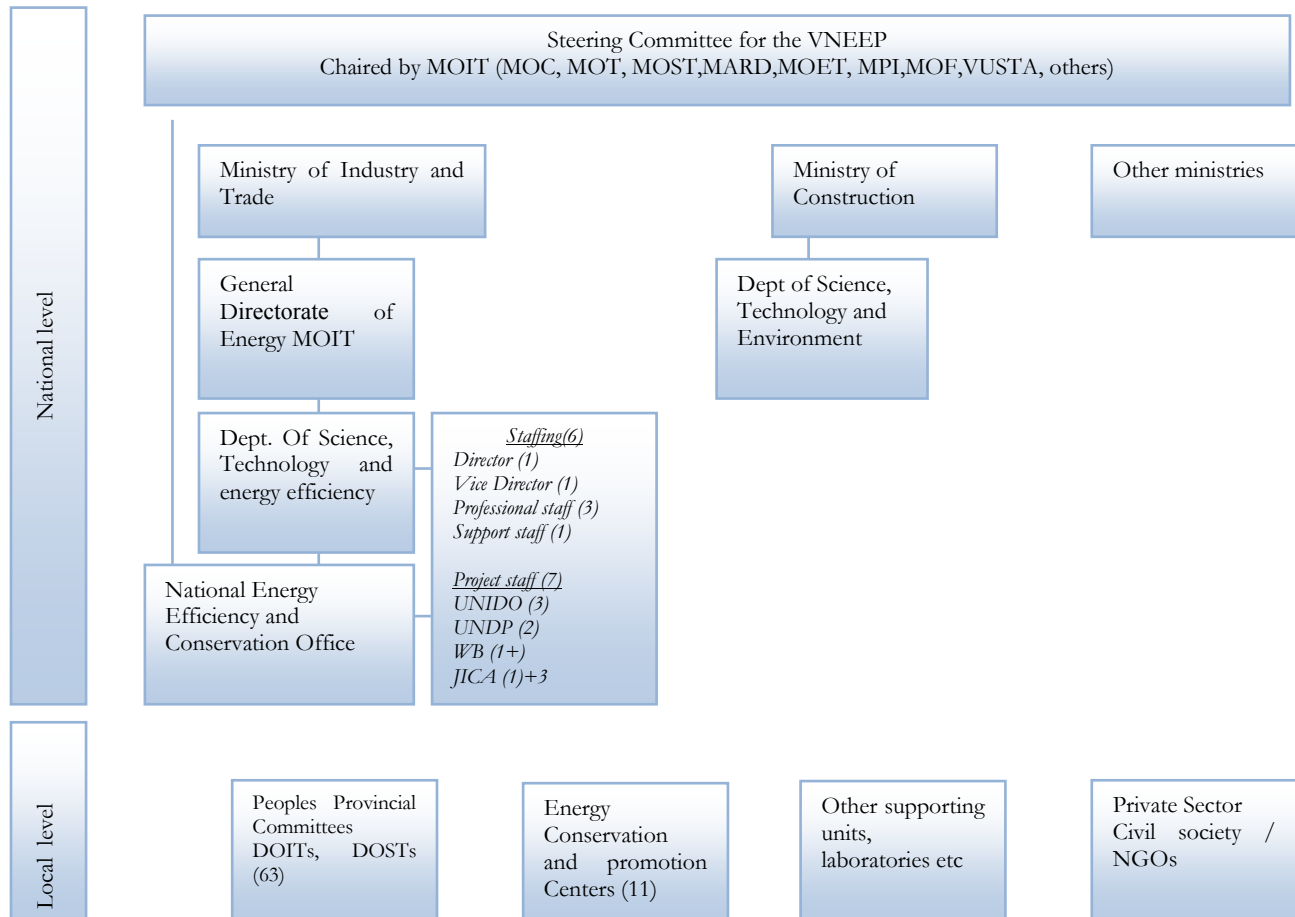 Steering Committee for the VNEEP
Chaired by MOIT (MOC, MOT, MOST,MARD,MOET, MPI,MOF,VUSTA, others)
National level
Ministry of Industry and
Trade
Ministry of
Construction
Other ministries
General
Directorate of
Energy MOIT
Dept of Science,
Technology and
Environment
Dept. Of Science,
Technology and
energy efficiency
Staffing(6)
Director (1)
Vice Director (1)
Professional staff (3)
Support staff (1)
Project staff (7)
UNIDO (3)
UNDP (2)
WB (1+)
JICA (1)+3
National Energy
Efficiency and
Conservation Office
Local level
Peoples Provincial
Committees
DOITs, DOSTs
(63)
Energy
Conservation
and promotion
Centers (11)
Other supporting
units,
laboratories etc
Private Sector
Civil society /
NGOs